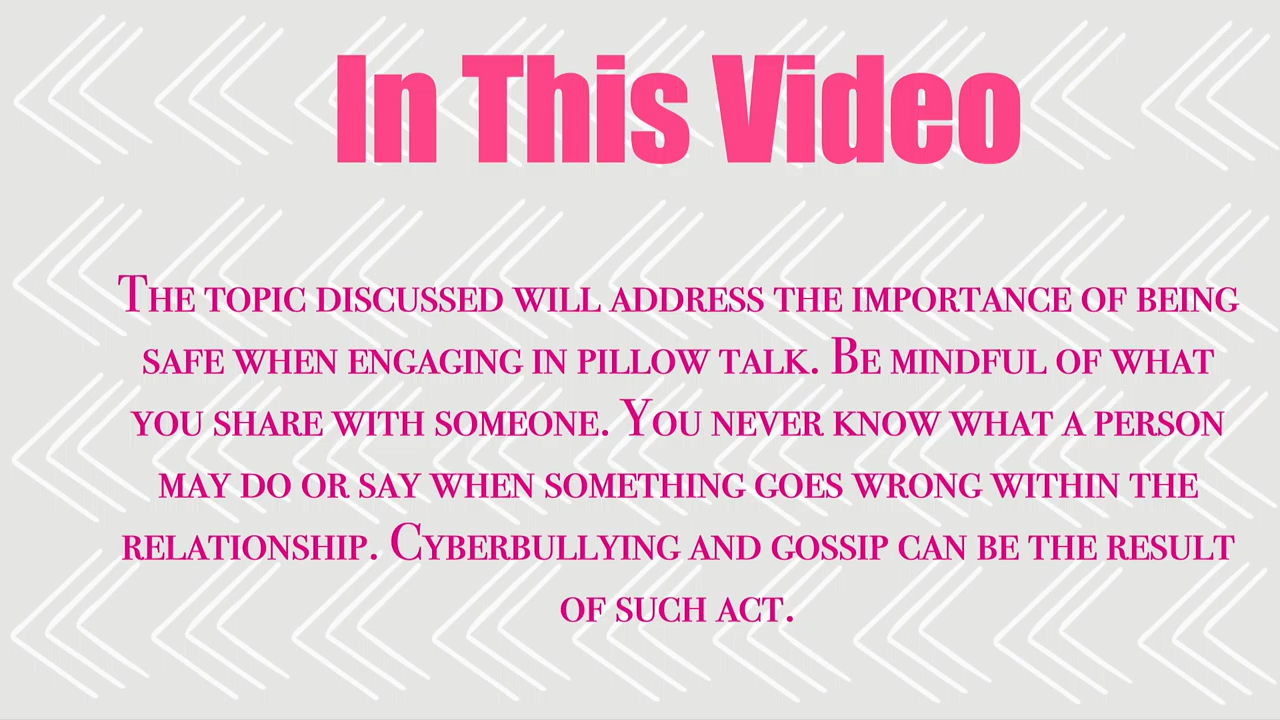 In This Video
The topic discussed will address the importance of being
safe when engaging in pillow talk. Be mindful of what
you share with someone. You never know what a person
may do or say when something goes wrong within the
relationship. Cyberbullying and gossip can be the result
of such act.